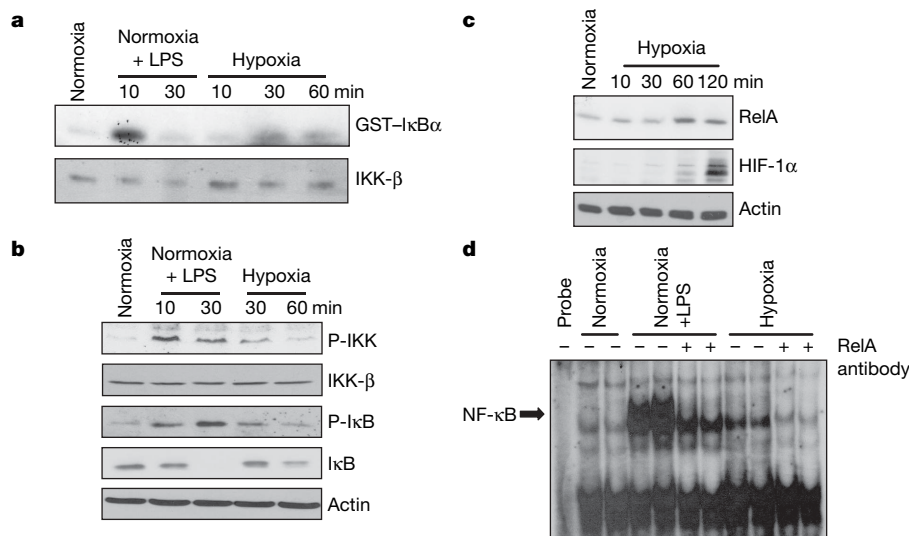 a
Normoxia
Normoxia
+ LPS
Hypoxia
10 30 10 30 60 min
GST–IκBα
IKK-β
b
Normoxia
Normoxia
+ LPS
Hypoxia
10 30 30 60 min
P-IKK
IKK-β
P-IκB
IκB
Actin
c
Normoxia
Hypoxia
10 30 60 120 min
RelA
HIF-1α
Actin
d
Probe
Normoxia
Normoxia
+LPS
Hypoxia
– – – – – + + – – + + RelA
antibody
NF-κB